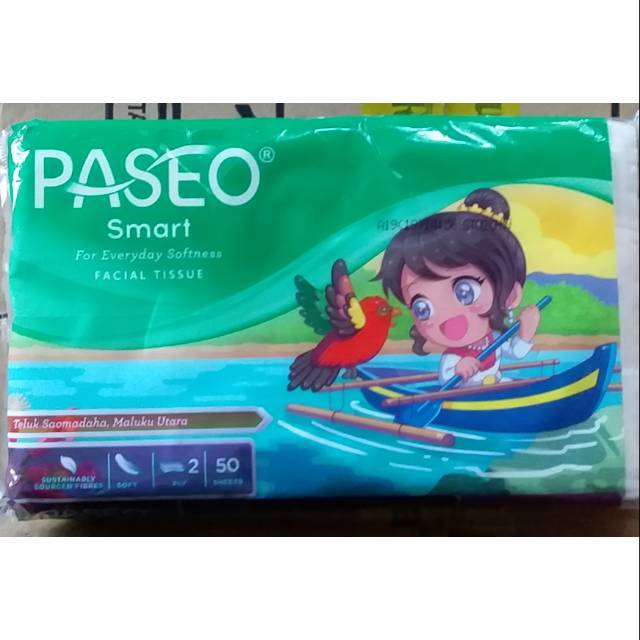 PASEO®
Smart
For Everyday Softness
FACIAL TISSUE
Teluk Saomadaha, Maluku Utara
SUSTAINABLY
SOURCED FIBRES
SOFT
2
PLY
50
SHEETS